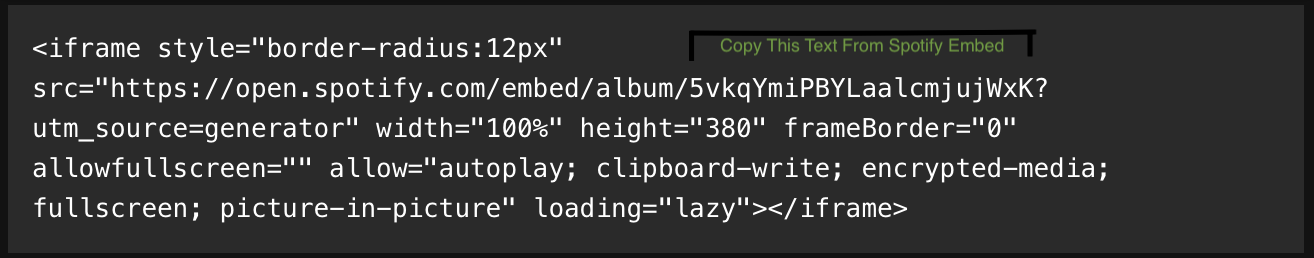 Copy This Text From Spotify Embed
<iframe style="border-radius:12px"
src="https://open.spotify.com/embed/album/5vkqYmiPBYLaalcmjujWxK?
utm_source=generator" width="100%" height="380" frameBorder="0"
allowfullscreen="" allow="autoplay; clipboard-write; encrypted-media;
fullscreen; picture-in-picture" loading="lazy"></iframe>